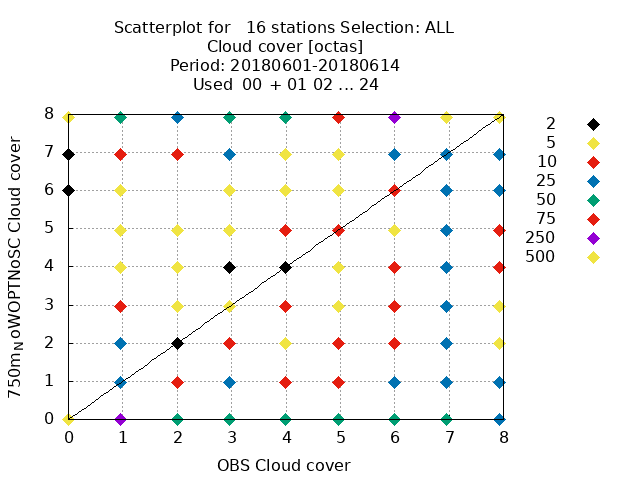 Scatterplot for   16 stations Selection: ALL
Cloud cover [octas]
Period: 20180601-20180614
Used  00 + 01 02 ... 24
8
7
6
5
4
3
2
1
0
750m_NoWOPTNoSC Cloud cover
0 1 2 3 4 5 6 7 8
OBS Cloud cover
2
5
10
25
50
75
250
500